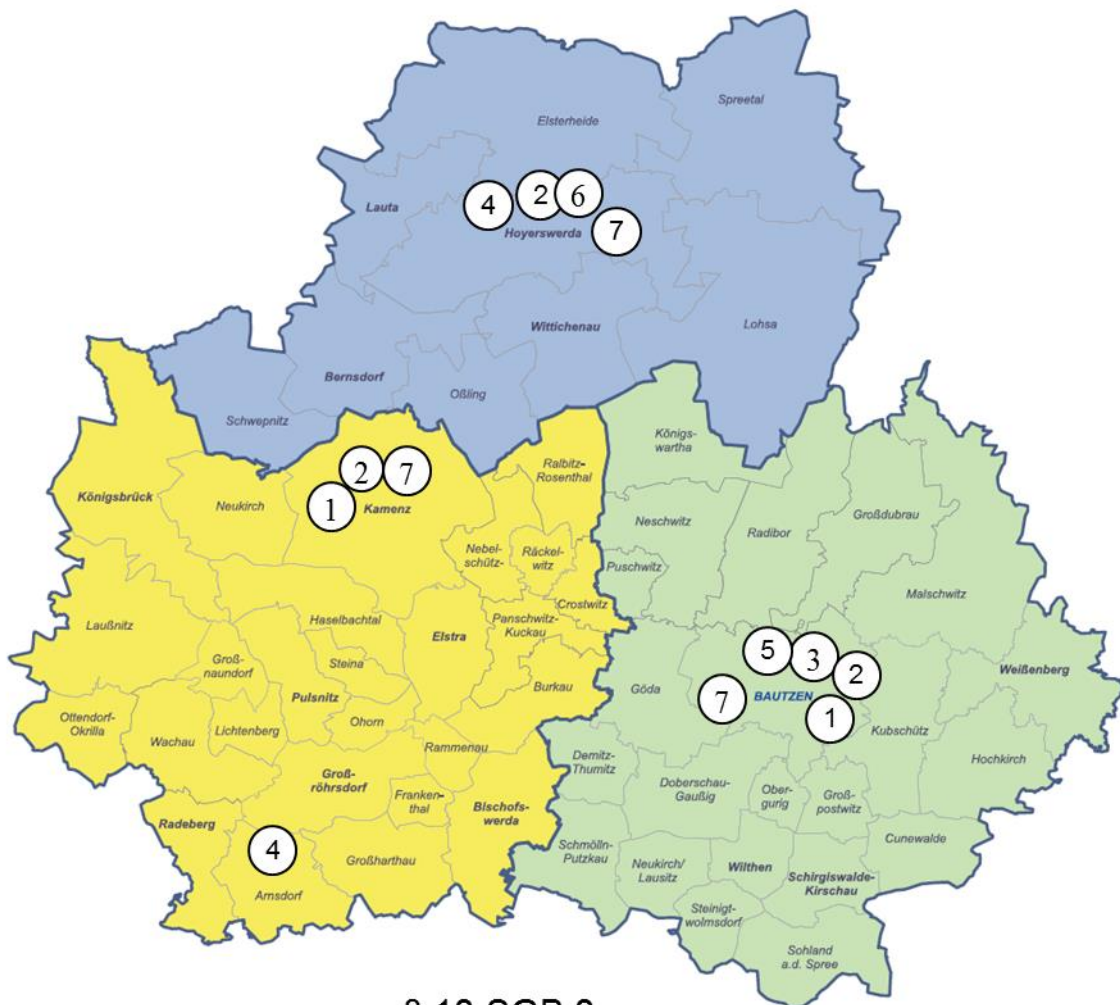 Spreetal
Elsterheide
Lauta
4
2
6
7
Hoyerswerda
Wittichenau
Lohsa
Bernsdorf
Oßling
Schwepnitz
Königsbrück
Neukirch
2
7
1
Kamenz
Ralbitz-
Rosenthal
Nebel-
schütz-
Räckel-
witz
Crostwitz
Panschwitz-
Kuckau
Haselbachtal
Elstra
Laußnitz
Groß-
naundorf
Steina
Pulsnitz
Burkau
Ottendorf-
Okrilla
Wachau
Lichtenberg
Ohorn
Rammenau
Groß-
röhrsdorf
Franken-
thal
Bischofs-
werda
Radeberg
4
Arnsdorf
Großharthau
Königs-
wartha
Neschwitz
Radibor
Großdubrau
Puschwitz
Malschwitz
5
3
2
7
BAUTZEN
1
Göda
Weißenberg
Kubschütz
Hochkirch
Demitz-
Thumitz
Doberschau-
Gaußig
Ober-
gurig
Groß-
postwitz
Cunewalde
Schmölln-
Putzkau
Neukirch/
Lausitz
Wilthen
Schirgiswalde-
Kirschau
Steinigt-
wolmsdorf
Sohland
a.d. Spree